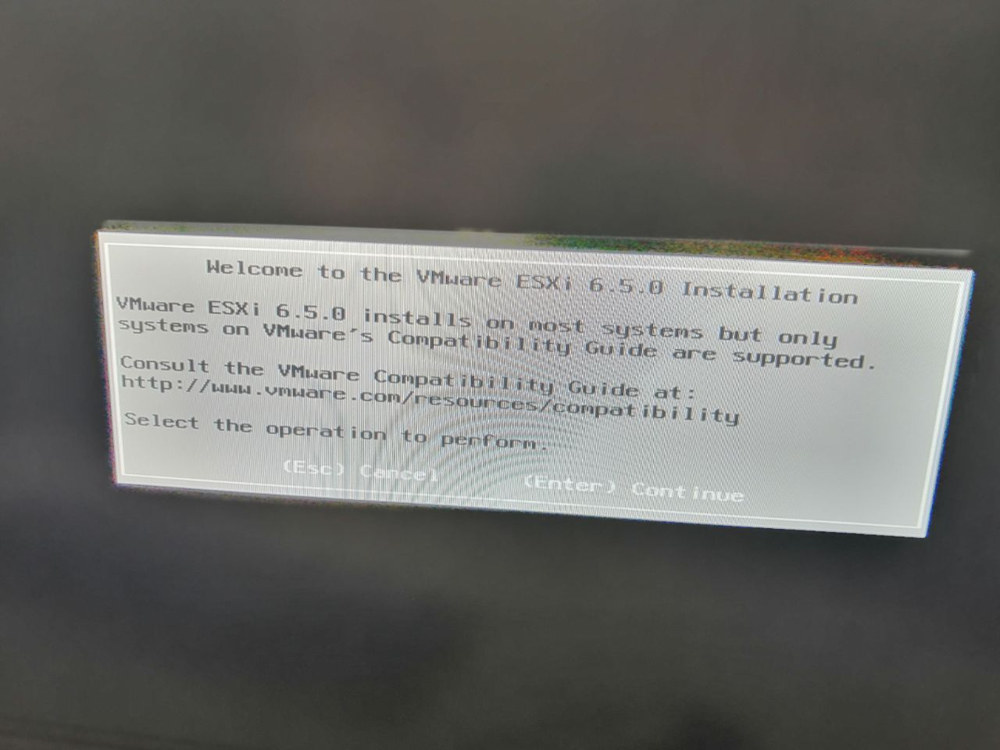 Welcome to the VMware ESXi 6.5.0 Installation
VMware ESXi 6.5.0 installs on most systems but only
systems on VMware's Compatibility Guide are supported.
Consult the VMware Compatibility Guide at:
http://www.vmware.com/resources/compatibility
Select the operation to perform.
(Esc) Cancel (Enter) Continue